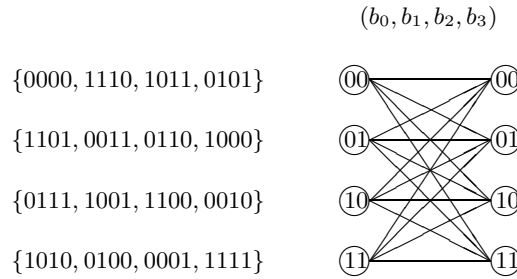 (b₀, b₁, b₂, b₃)
{0000, 1110, 1011, 0101} 00 00
{1101, 0011, 0110, 1000} 01 01
{0111, 1001, 1100, 0010} 10 10
{1010, 0100, 0001, 1111} 11 11